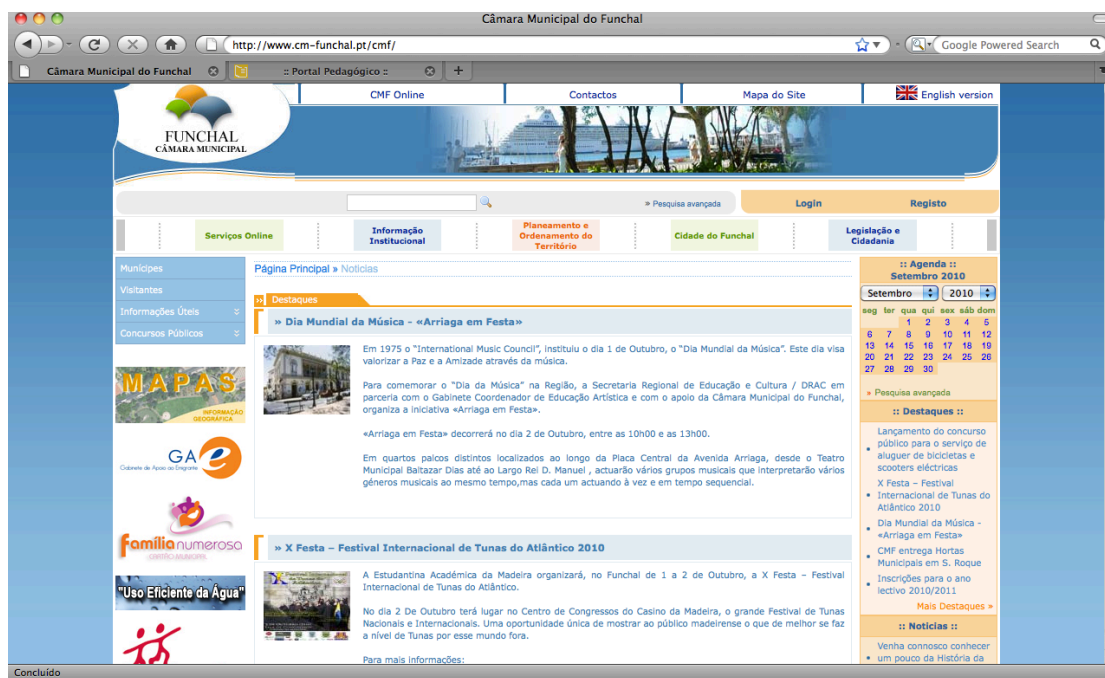 Câmara Municipal do Funchal
http://www.cm-funchal.pt/cmf/
Google Powered Search
Câmara Municipal do Funchal
:: Portal Pedagógico ::
CMF Online
Contactos
Mapa do Site
English version
FUNCHAL
CÂMARA MUNICIPAL
» Pesquisa avançada
Login
Registo
Serviços Online
Informação
Institucional
Planeamento e
Ordenamento do
Território
Cidade do Funchal
Legislação e
Cidadania
Munícipes
Visitantes
Informações Úteis
Concursos Públicos
MAPAS
INFORMAÇÃO
GEOGRÁFICA
GAe
Gabinete de Apoio ao Emigrante
família numerosa
CARTÃO MUNICIPAL
"Uso Eficiente da Água"
Página Principal » Noticias
» Destaques
» Dia Mundial da Música - «Arriaga em Festa»
Em 1975 o "International Music Council", instituiu o dia 1 de Outubro, o "Dia Mundial da Música". Este dia visa
valorizar a Paz e a Amizade através da música.
Para comemorar o "Dia da Música" na Região, a Secretaria Regional de Educação e Cultura / DRAC em
parceria com o Gabinete Coordenador de Educação Artística e com o apoio da Câmara Municipal do Funchal,
organiza a iniciativa «Arriaga em Festa».
«Arriaga em Festa» decorrerá no dia 2 de Outubro, entre as 10h00 e as 13h00.
Em quartos palcos distintos localizados ao longo da Placa Central da Avenida Arriaga, desde o Teatro
Municipal Baltazar Dias até ao Largo Rei D. Manuel , actuarão vários grupos musicais que interpretarão vários
géneros musicais ao mesmo tempo,mas cada um actuando à vez e em tempo sequencial.
» X Festa – Festival Internacional de Tunas do Atlântico 2010
A Estudantina Académica da Madeira organizará, no Funchal de 1 a 2 de Outubro, a X Festa - Festival
Internacional de Tunas do Atlântico.
No dia 2 De Outubro terá lugar no Centro de Congressos do Casino da Madeira, o grande Festival de Tunas
Nacionais e Internacionais. Uma oportunidade única de mostrar ao público madeirense o que de melhor se faz
a nível de Tunas por esse mundo fora.
Para mais informações:
:: Agenda ::
Setembro 2010
Setembro 2010
seg ter qua qui sex sáb dom
1 2 3 4 5
6 7 8 9 10 11 12
13 14 15 16 17 18 19
20 21 22 23 24 25 26
27 28 29 30
» Pesquisa avançada
:: Destaques ::
Lançamento do concurso
público para o serviço de
aluguer de bicicletas e
scooters eléctricas
X Festa – Festival
Internacional de Tunas do
Atlântico 2010
Dia Mundial da Música -
«Arriaga em Festa»
CMF entrega Hortas
Municipais em S. Roque
Inscrições para o ano
lectivo 2010/2011
Mais Destaques »
:: Noticias ::
Venha connosco conhecer
um pouco da História da
Concluído